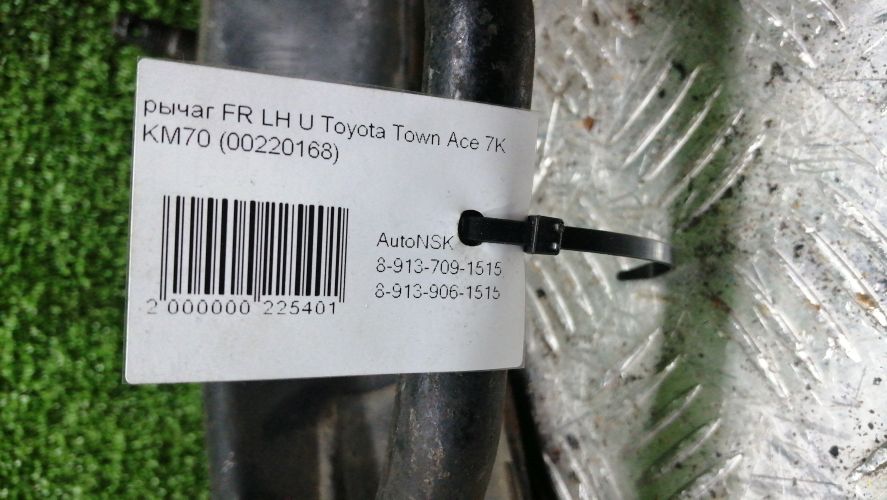 рычаг FR LH U Toyota Town Ace 7K
KM70 (00220168)
AutoNSK
8-913-709-1515
8-913-906-1515
2 000000 225401